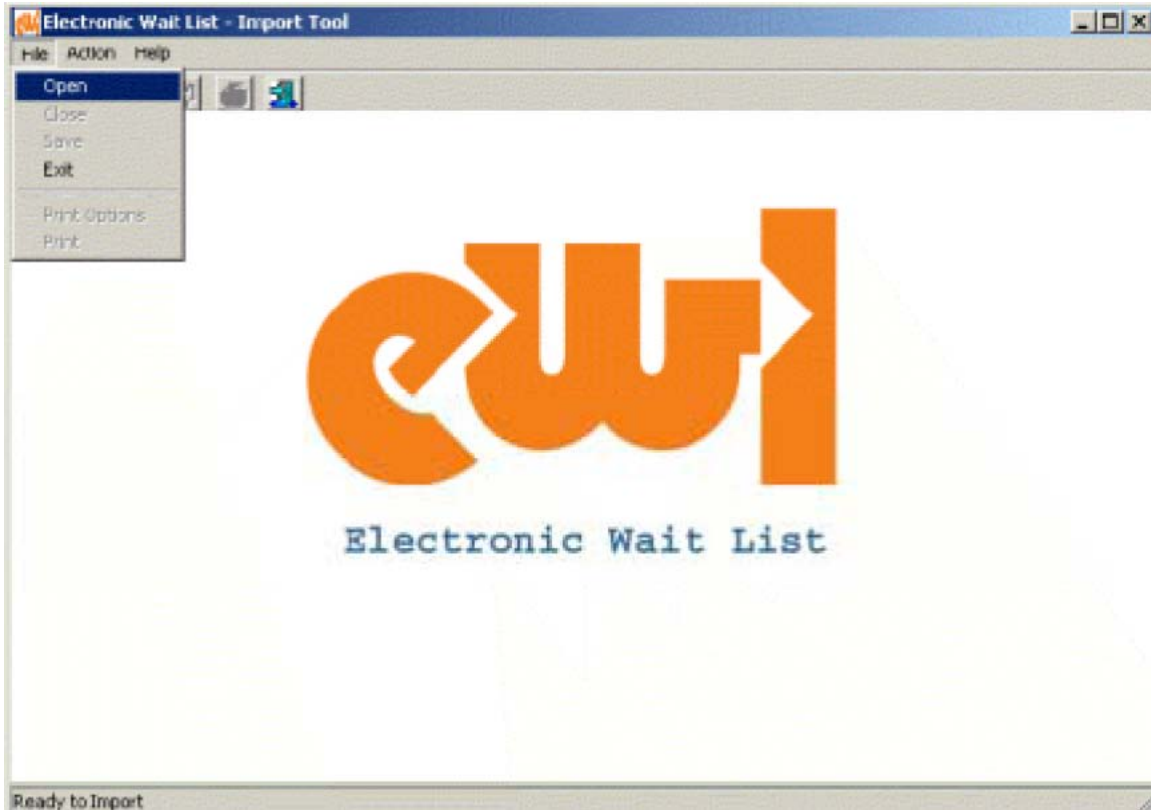 Electronic Wait List - Import Tool
File Action Help
Open
Close
Save
Exit
Print Options
Print
ewl
Electronic Wait List
Ready to Import